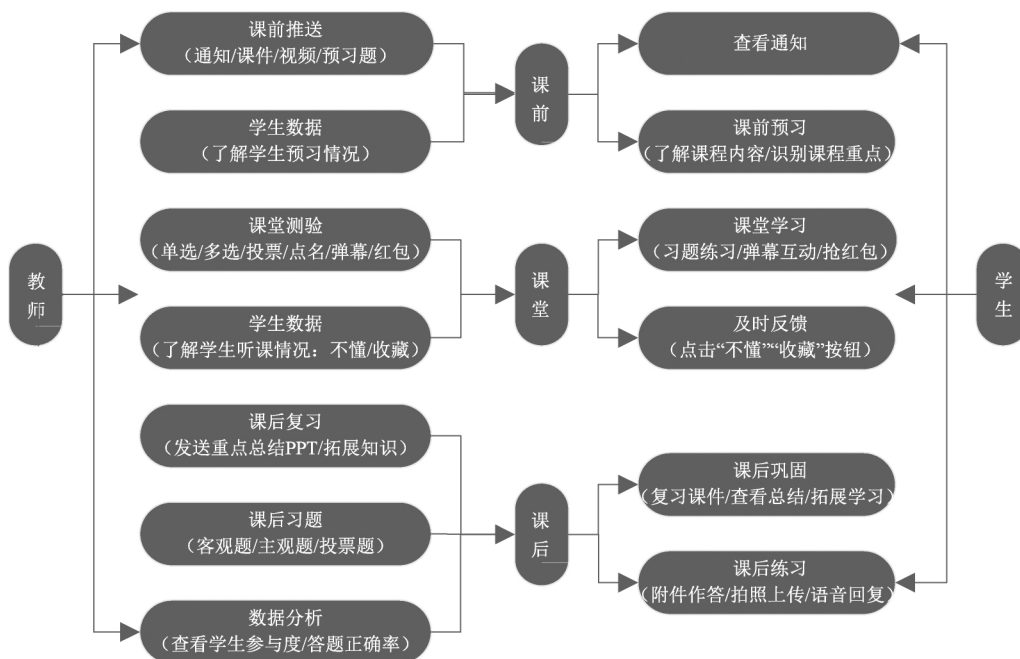 课前推送
（通知/课件/视频/预习题）
学生数据
（了解学生预习情况）
课前
查看通知
课前预习
（了解课程内容/识别课程重点）
教师
课堂测验
（单选/多选/投票/点名/弹幕/红包）
学生数据
（了解学生听课情况：不懂/收藏）
课堂
课堂学习
（习题练习/弹幕互动/抢红包）
及时反馈
（点击“不懂”“收藏”按钮）
学生
课后复习
（发送重点总结PPT/拓展知识）
课后习题
（客观题/主观题/投票题）
数据分析
（查看学生参与度/答题正确率）
课后
课后巩固
（复习课件/查看总结/拓展学习）
课后练习
（附件作答/拍照上传/语音回复）